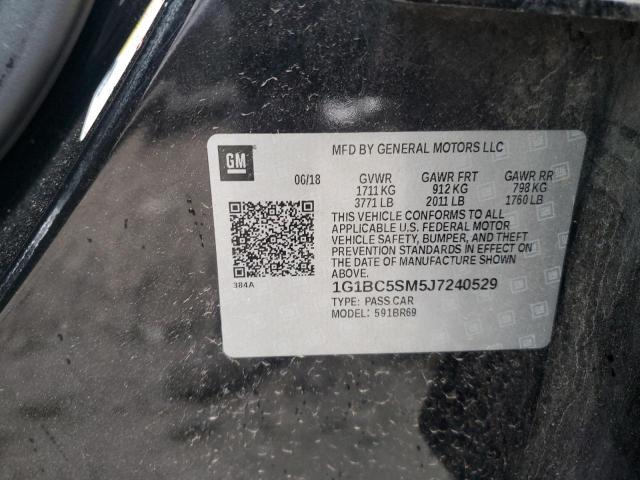 MFD BY GENERAL MOTORS LLC
GM
06/18 GVWR GAWR FRT GAWR RR
1711 KG 912 KG 798 KG
3771 LB 2011 LB 1760 LB
THIS VEHICLE CONFORMS TO ALL
APPLICABLE U.S. FEDERAL MOTOR
VEHICLE SAFETY, BUMPER, AND THEFT
PREVENTION STANDARDS IN EFFECT ON
THE DATE OF MANUFACTURE SHOWN
ABOVE.
384A
1G1BC5SM5J7240529
TYPE: PASS CAR
MODEL: 591BR69